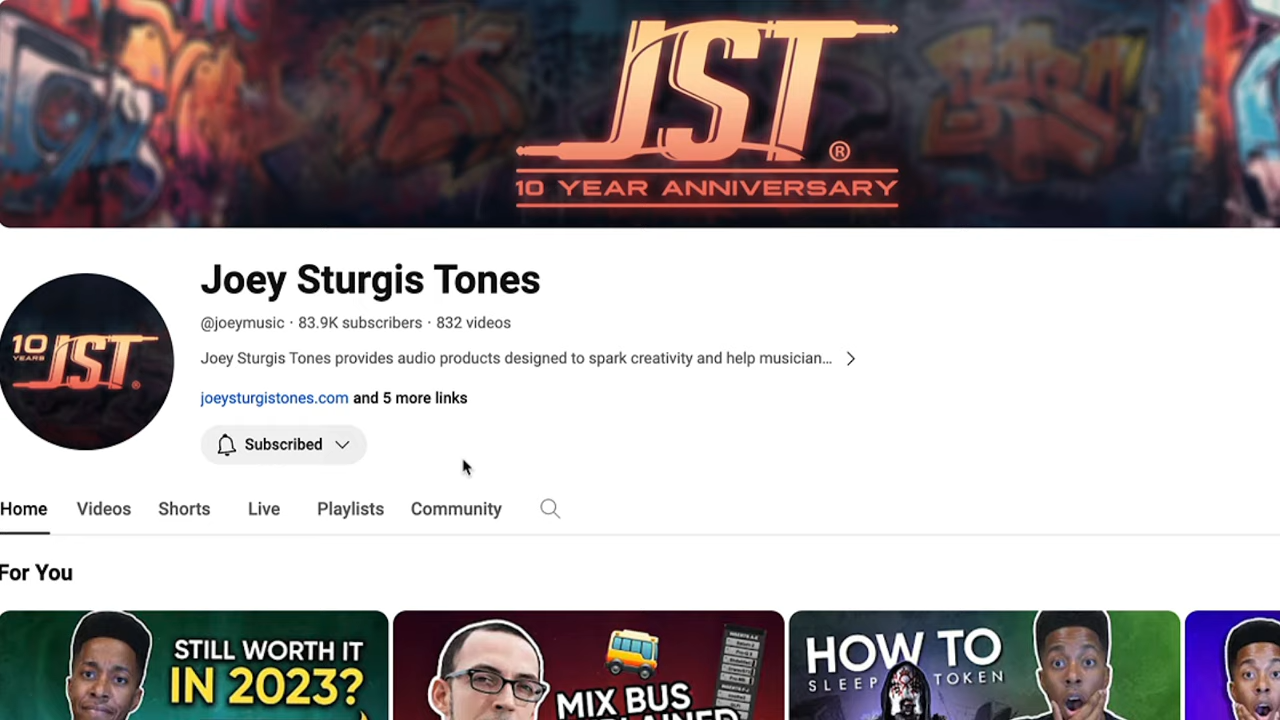 JST®
10 YEAR ANNIVERSARY
10 YEARS JST®
Joey Sturgis Tones
@joeymusic · 83.9K subscribers · 832 videos
Joey Sturgis Tones provides audio products designed to spark creativity and help musician...
joeysturgistones.com and 5 more links
Subscribed
Home Videos Shorts Live Playlists Community
For You
STILL WORTH IT
IN 2023?
MIX BUS
HOW TO
SLEEP TOKEN